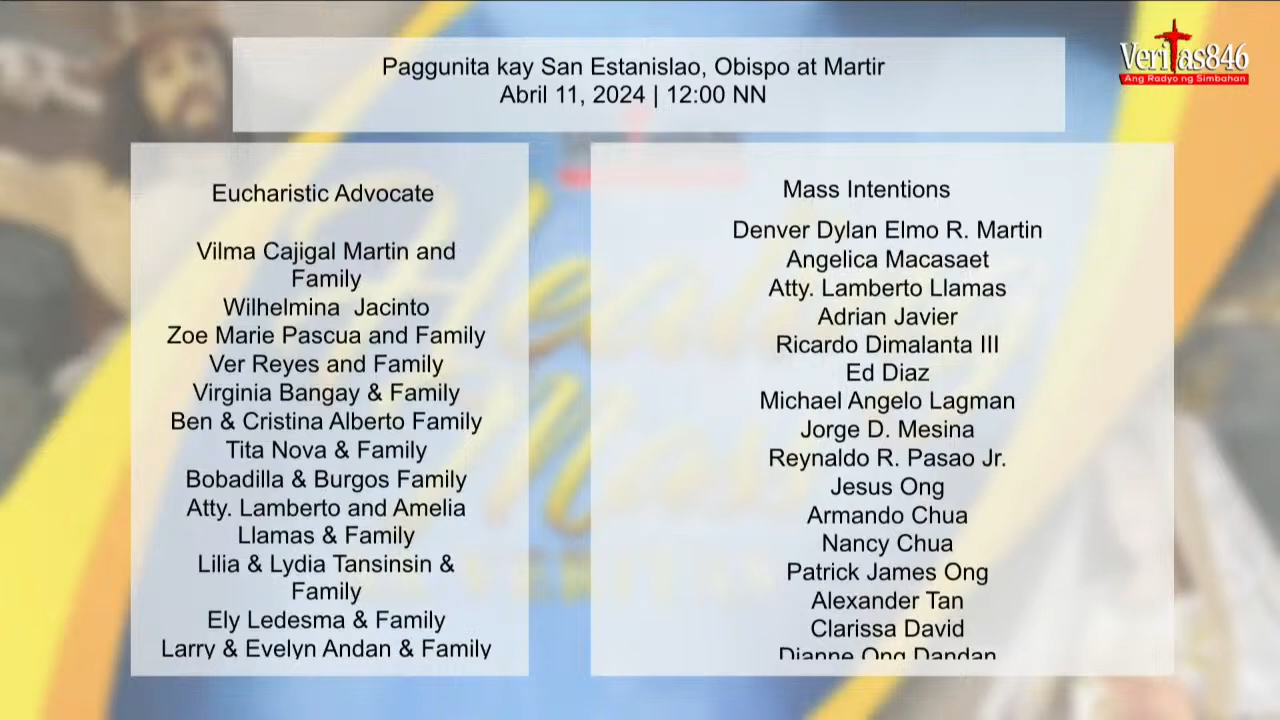 Paggunita kay San Estanislao, Obispo at Martir
Abril 11, 2024 | 12:00 NN
Veritas846
Ang Radyo ng Simbahan
Eucharistic Advocate
Vilma Cajigal Martin and
Family
Wilhelmina Jacinto
Zoe Marie Pascua and Family
Ver Reyes and Family
Virginia Bangay & Family
Ben & Cristina Alberto Family
Tita Nova & Family
Bobadilla & Burgos Family
Atty. Lamberto and Amelia
Llamas & Family
Lilia & Lydia Tansinsin &
Family
Ely Ledesma & Family
Larry & Evelyn Andan & Family
Mass Intentions
Denver Dylan Elmo R. Martin
Angelica Macasaet
Atty. Lamberto Llamas
Adrian Javier
Ricardo Dimalanta III
Ed Diaz
Michael Angelo Lagman
Jorge D. Mesina
Reynaldo R. Pasao Jr.
Jesus Ong
Armando Chua
Nancy Chua
Patrick James Ong
Alexander Tan
Clarissa David
Dianne Ong Dandan
Healing
Mass